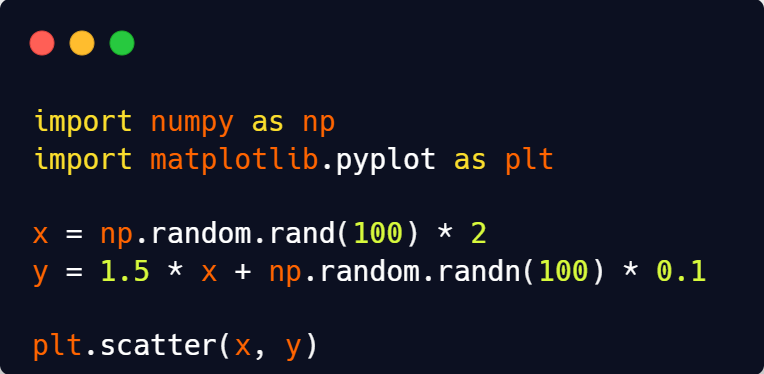 import numpy as np
import matplotlib.pyplot as plt
x = np.random.rand(100) * 2
y = 1.5 * x + np.random.randn(100) * 0.1
plt.scatter(x, y)